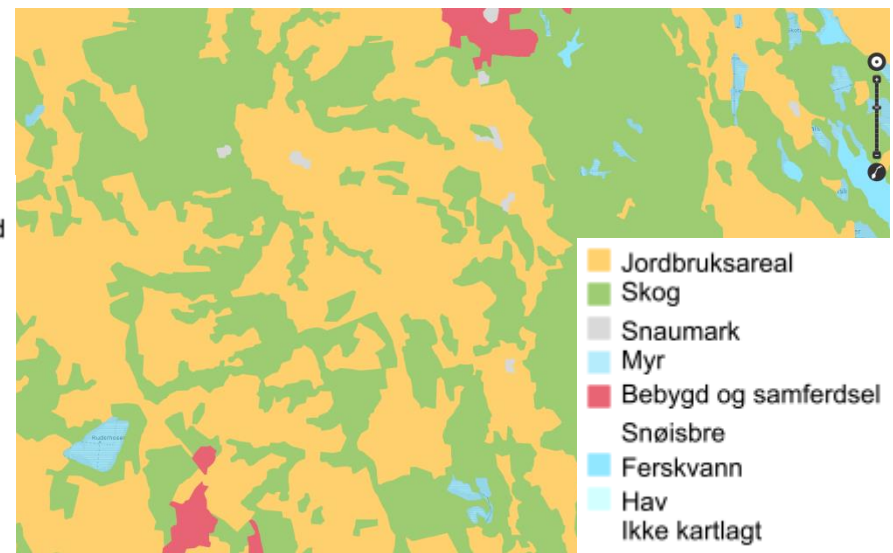 Jordbruksareal
Skog
Snaumark
Myr
Bebygd og samferdsel
Snøisbre
Ferskvann
Hav
Ikke kartlagt